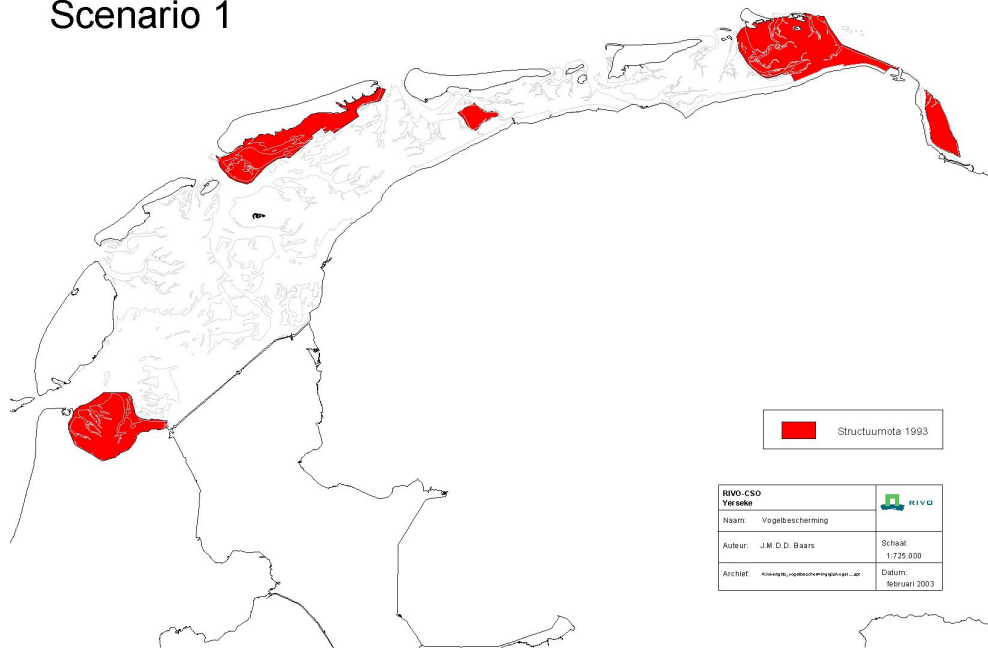 Scenario 1
Structuurnota 1993
RIVO-CSO
Yerseke
RIVO
Naam: Vogelbescherming
Auteur: J.M.D.D. Baars
Schaal:
1:725.000
Archief:
Datum:
februari 2003